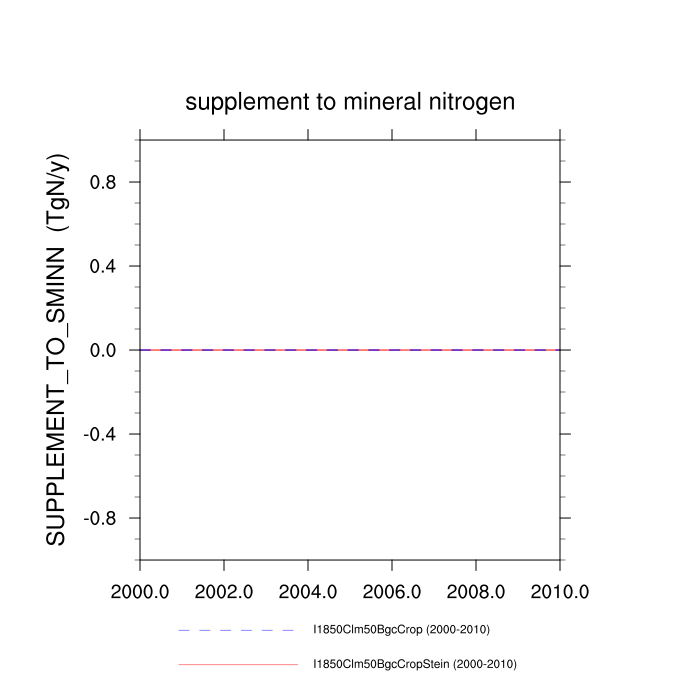 supplement to mineral nitrogen
SUPPLEMENT_TO_SMINN (TgN/y)
0.8
0.4
0.0
-0.4
-0.8
2000.0 2002.0 2004.0 2006.0 2008.0 2010.0
I1850Clm50BgcCrop (2000-2010)
I1850Clm50BgcCropStein (2000-2010)